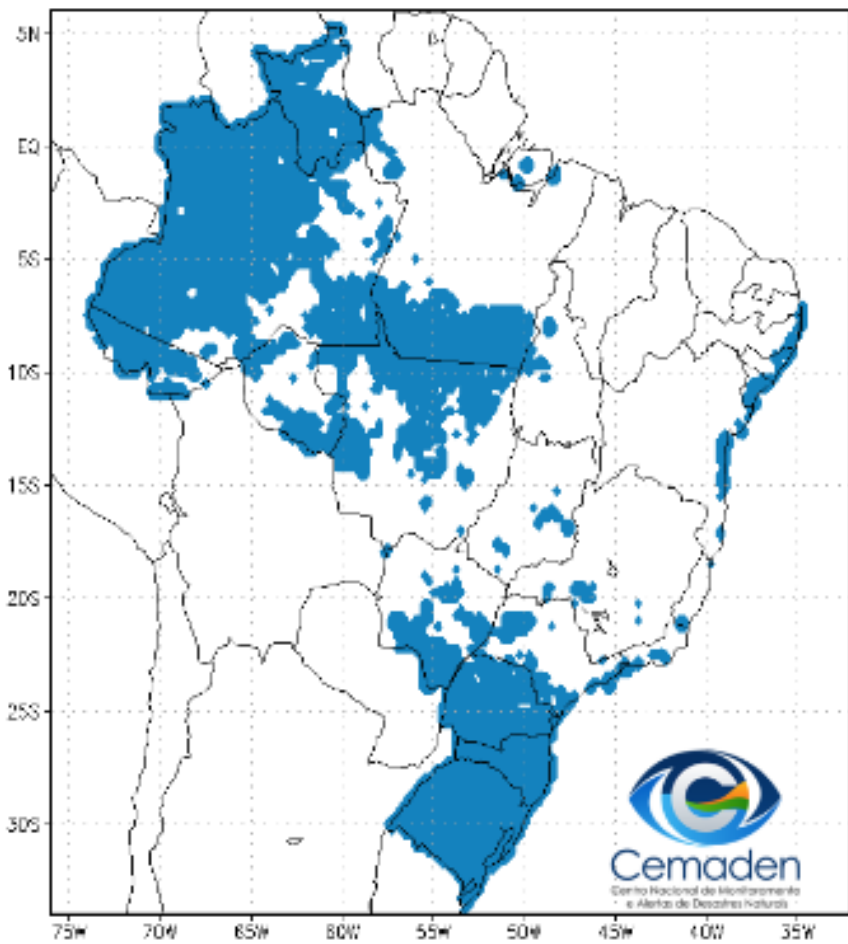 5N
EQ
5S
10S
15S
20S
25S
30S
75W 70W 65W 60W 55W 50W 45W 40W 35W
Cemaden
Centro Nacional de Monitoramento
e Alertas de Desastres Naturais